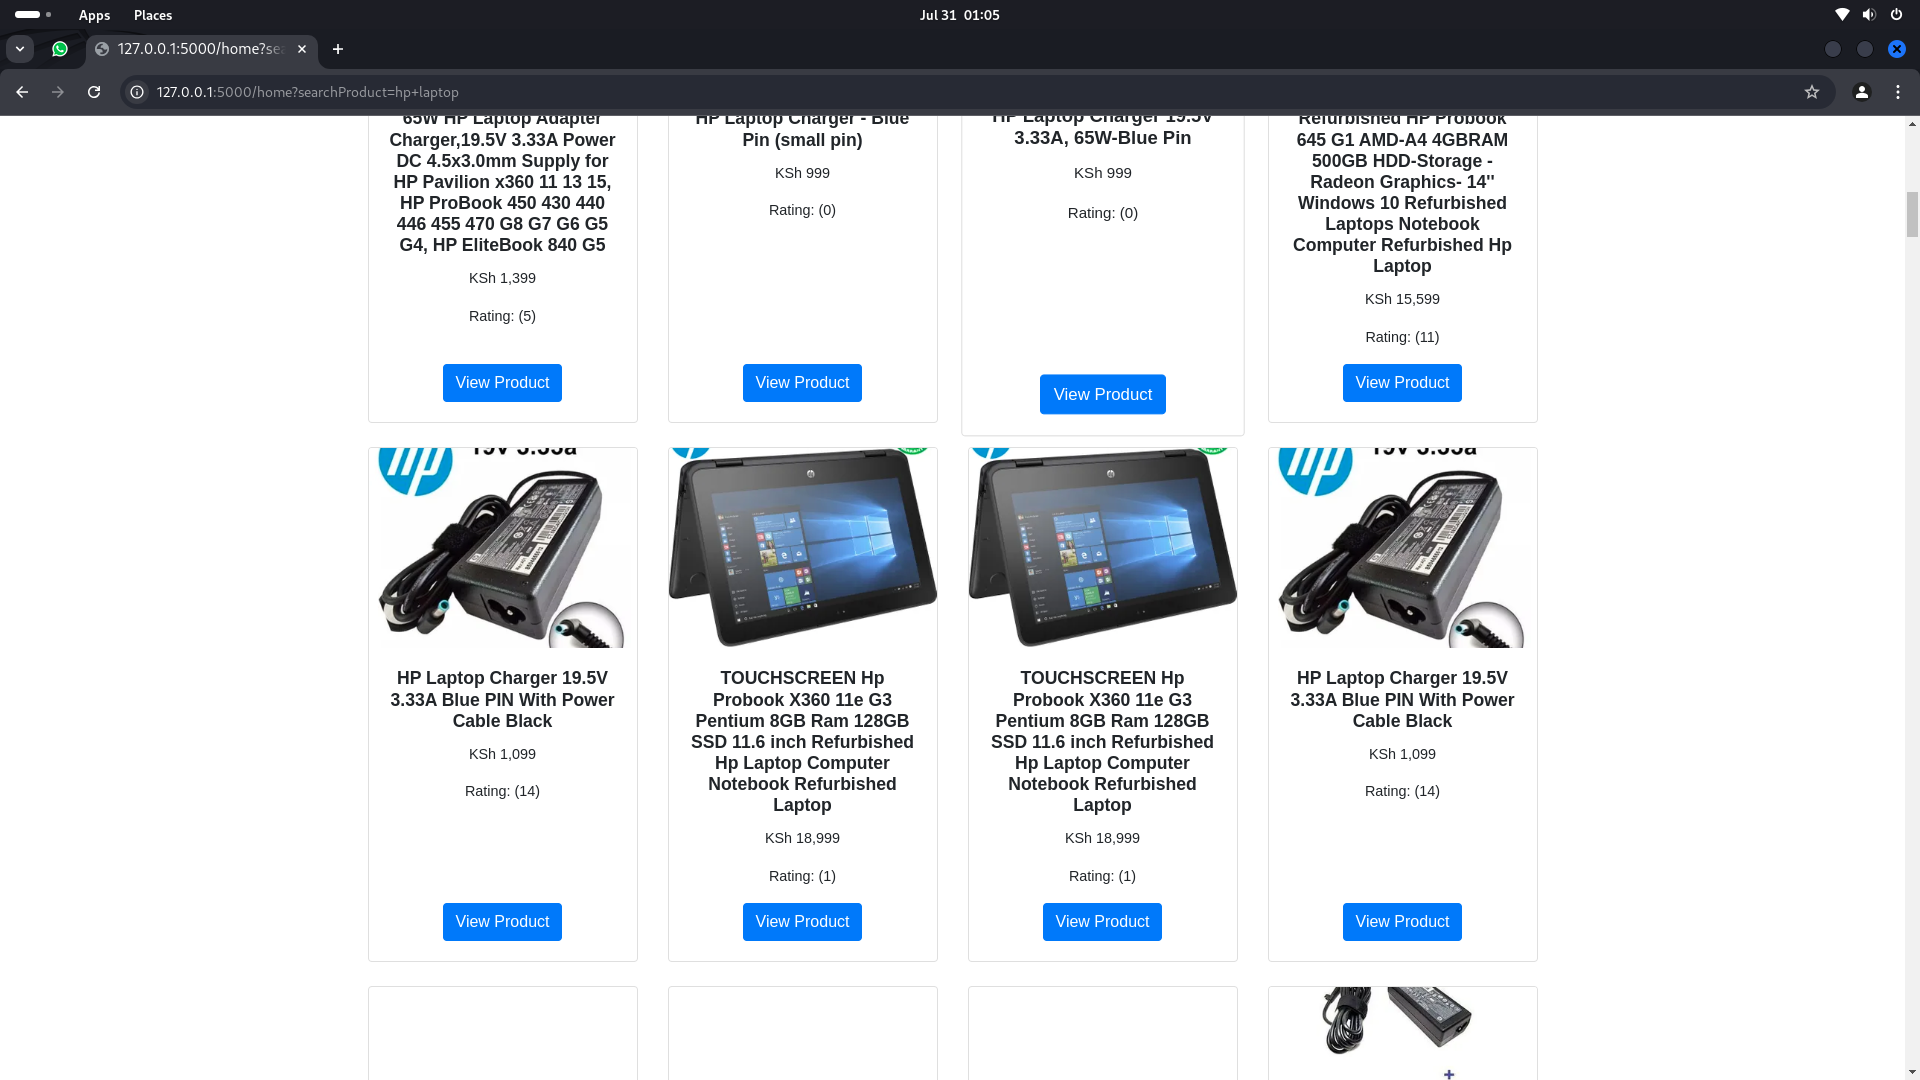 Apps
Places
Jul 31 01:05
127.0.0.1:5000/home?sea
127.0.0.1:5000/home?searchProduct=hp+laptop
65W HP Laptop Adapter
Charger,19.5V 3.33A Power
DC 4.5x3.0mm Supply for
HP Pavilion x360 11 13 15,
HP ProBook 450 430 440
446 455 470 G8 G7 G6 G5
G4, HP EliteBook 840 G5
KSh 1,399
Rating: (5)
View Product
HP Laptop Charger - Blue
Pin (small pin)
KSh 999
Rating: (0)
View Product
HP Laptop Charger 19.5V
3.33A, 65W-Blue Pin
KSh 999
Rating: (0)
View Product
Refurbished HP Probook
645 G1 AMD-A4 4GBRAM
500GB HDD-Storage -
Radeon Graphics- 14''
Windows 10 Refurbished
Laptops Notebook
Computer Refurbished Hp
Laptop
KSh 15,599
Rating: (11)
View Product
hp
19V 3.33a
HP Laptop Charger 19.5V
3.33A Blue PIN With Power
Cable Black
KSh 1,099
Rating: (14)
View Product
TOUCHSCREEN Hp
Probook X360 11e G3
Pentium 8GB Ram 128GB
SSD 11.6 inch Refurbished
Hp Laptop Computer
Notebook Refurbished
Laptop
KSh 18,999
Rating: (1)
View Product
TOUCHSCREEN Hp
Probook X360 11e G3
Pentium 8GB Ram 128GB
SSD 11.6 inch Refurbished
Hp Laptop Computer
Notebook Refurbished
Laptop
KSh 18,999
Rating: (1)
View Product
hp
19V 3.33a
HP Laptop Charger 19.5V
3.33A Blue PIN With Power
Cable Black
KSh 1,099
Rating: (14)
View Product